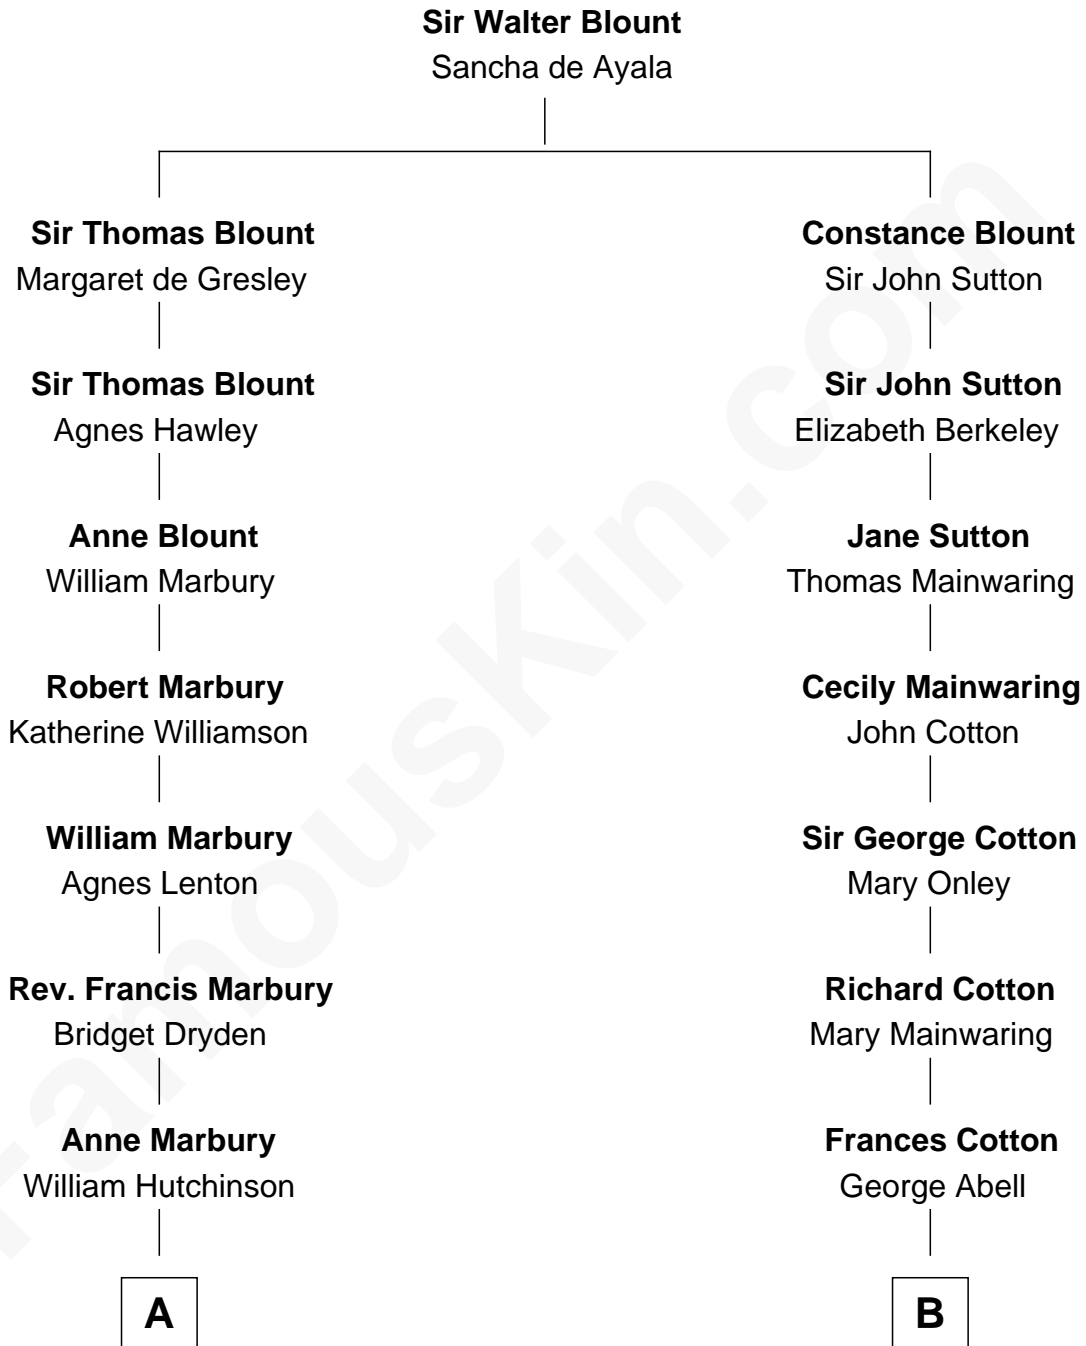 Sir Walter Blount
Sancha de Ayala
Sir Thomas Blount
Margaret de Gresley
Sir Thomas Blount
Agnes Hawley
Anne Blount
William Marbury
Robert Marbury
Katherine Williamson
William Marbury
Agnes Lenton
Rev. Francis Marbury
Bridget Dryden
Anne Marbury
William Hutchinson
A
Constance Blount
Sir John Sutton
Sir John Sutton
Elizabeth Berkeley
Jane Sutton
Thomas Mainwaring
Cecily Mainwaring
John Cotton
Sir George Cotton
Mary Onley
Richard Cotton
Mary Mainwaring
Frances Cotton
George Abell
B
FamousKin.com